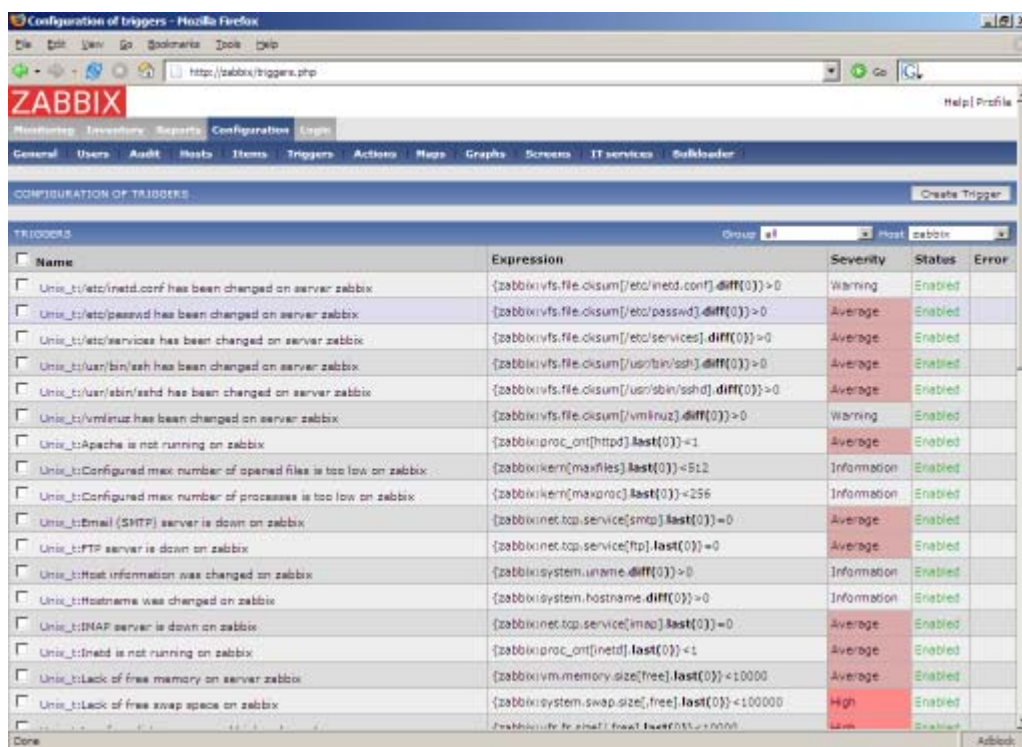 Configuration of triggers - Mozilla Firefox
File Edit View Go Bookmarks Tools Help
http://zabbix/triggers.php Go
ZABBIX
Help | Profile
Monitoring Inventory Reports Configuration Login
General Users Audit Hosts Items Triggers Actions Maps Graphs Screens IT services Bulkloader
CONFIGURATION OF TRIGGERS Create Trigger
TRIGGERS Group all Host zabbix
Name Expression Severity Status Error
Unix_t:/etc/inetd.conf has been changed on server zabbix {zabbix:vfs.file.cksum[/etc/inetd.conf].diff(0)}>0 Warning Enabled
Unix_t:/etc/passwd has been changed on server zabbix {zabbix:vfs.file.cksum[/etc/passwd].diff(0)}>0 Average Enabled
Unix_t:/etc/services has been changed on server zabbix {zabbix:vfs.file.cksum[/etc/services].diff(0)}>0 Average Enabled
Unix_t:/usr/bin/ssh has been changed on server zabbix {zabbix:vfs.file.cksum[/usr/bin/ssh].diff(0)}>0 Average Enabled
Unix_t:/usr/sbin/sshd has been changed on server zabbix {zabbix:vfs.file.cksum[/usr/sbin/sshd].diff(0)}>0 Average Enabled
Unix_t:/vmlinuz has been changed on server zabbix {zabbix:vfs.file.cksum[/vmlinuz].diff(0)}>0 Warning Enabled
Unix_t:Apache is not running on zabbix {zabbix:proc_cnt[httpd].last(0)}<1 Average Enabled
Unix_t:Configured max number of opened files is too low on zabbix {zabbix:kern[maxfiles].last(0)}<512 Information Enabled
Unix_t:Configured max number of processes is too low on zabbix {zabbix:kern[maxproc].last(0)}<256 Information Enabled
Unix_t:Email (SMTP) server is down on zabbix {zabbix:net.tcp.service[smtp].last(0)}=0 Average Enabled
Unix_t:FTP server is down on zabbix {zabbix:net.tcp.service[ftp].last(0)}=0 Average Enabled
Unix_t:Host information was changed on zabbix {zabbix:system.uname.diff(0)}>0 Information Enabled
Unix_t:Hostname was changed on zabbix {zabbix:system.hostname.diff(0)}>0 Information Enabled
Unix_t:IMAP server is down on zabbix {zabbix:net.tcp.service[imap].last(0)}=0 Average Enabled
Unix_t:Inetd is not running on zabbix {zabbix:proc_cnt[inetd].last(0)}<1 Average Enabled
Unix_t:Lack of free memory on server zabbix {zabbix:vm.memory.size[free].last(0)}<10000 Average Enabled
Unix_t:Lack of free swap space on zabbix {zabbix:system.swap.size[,free].last(0)}<100000 High Enabled
Done Adblock